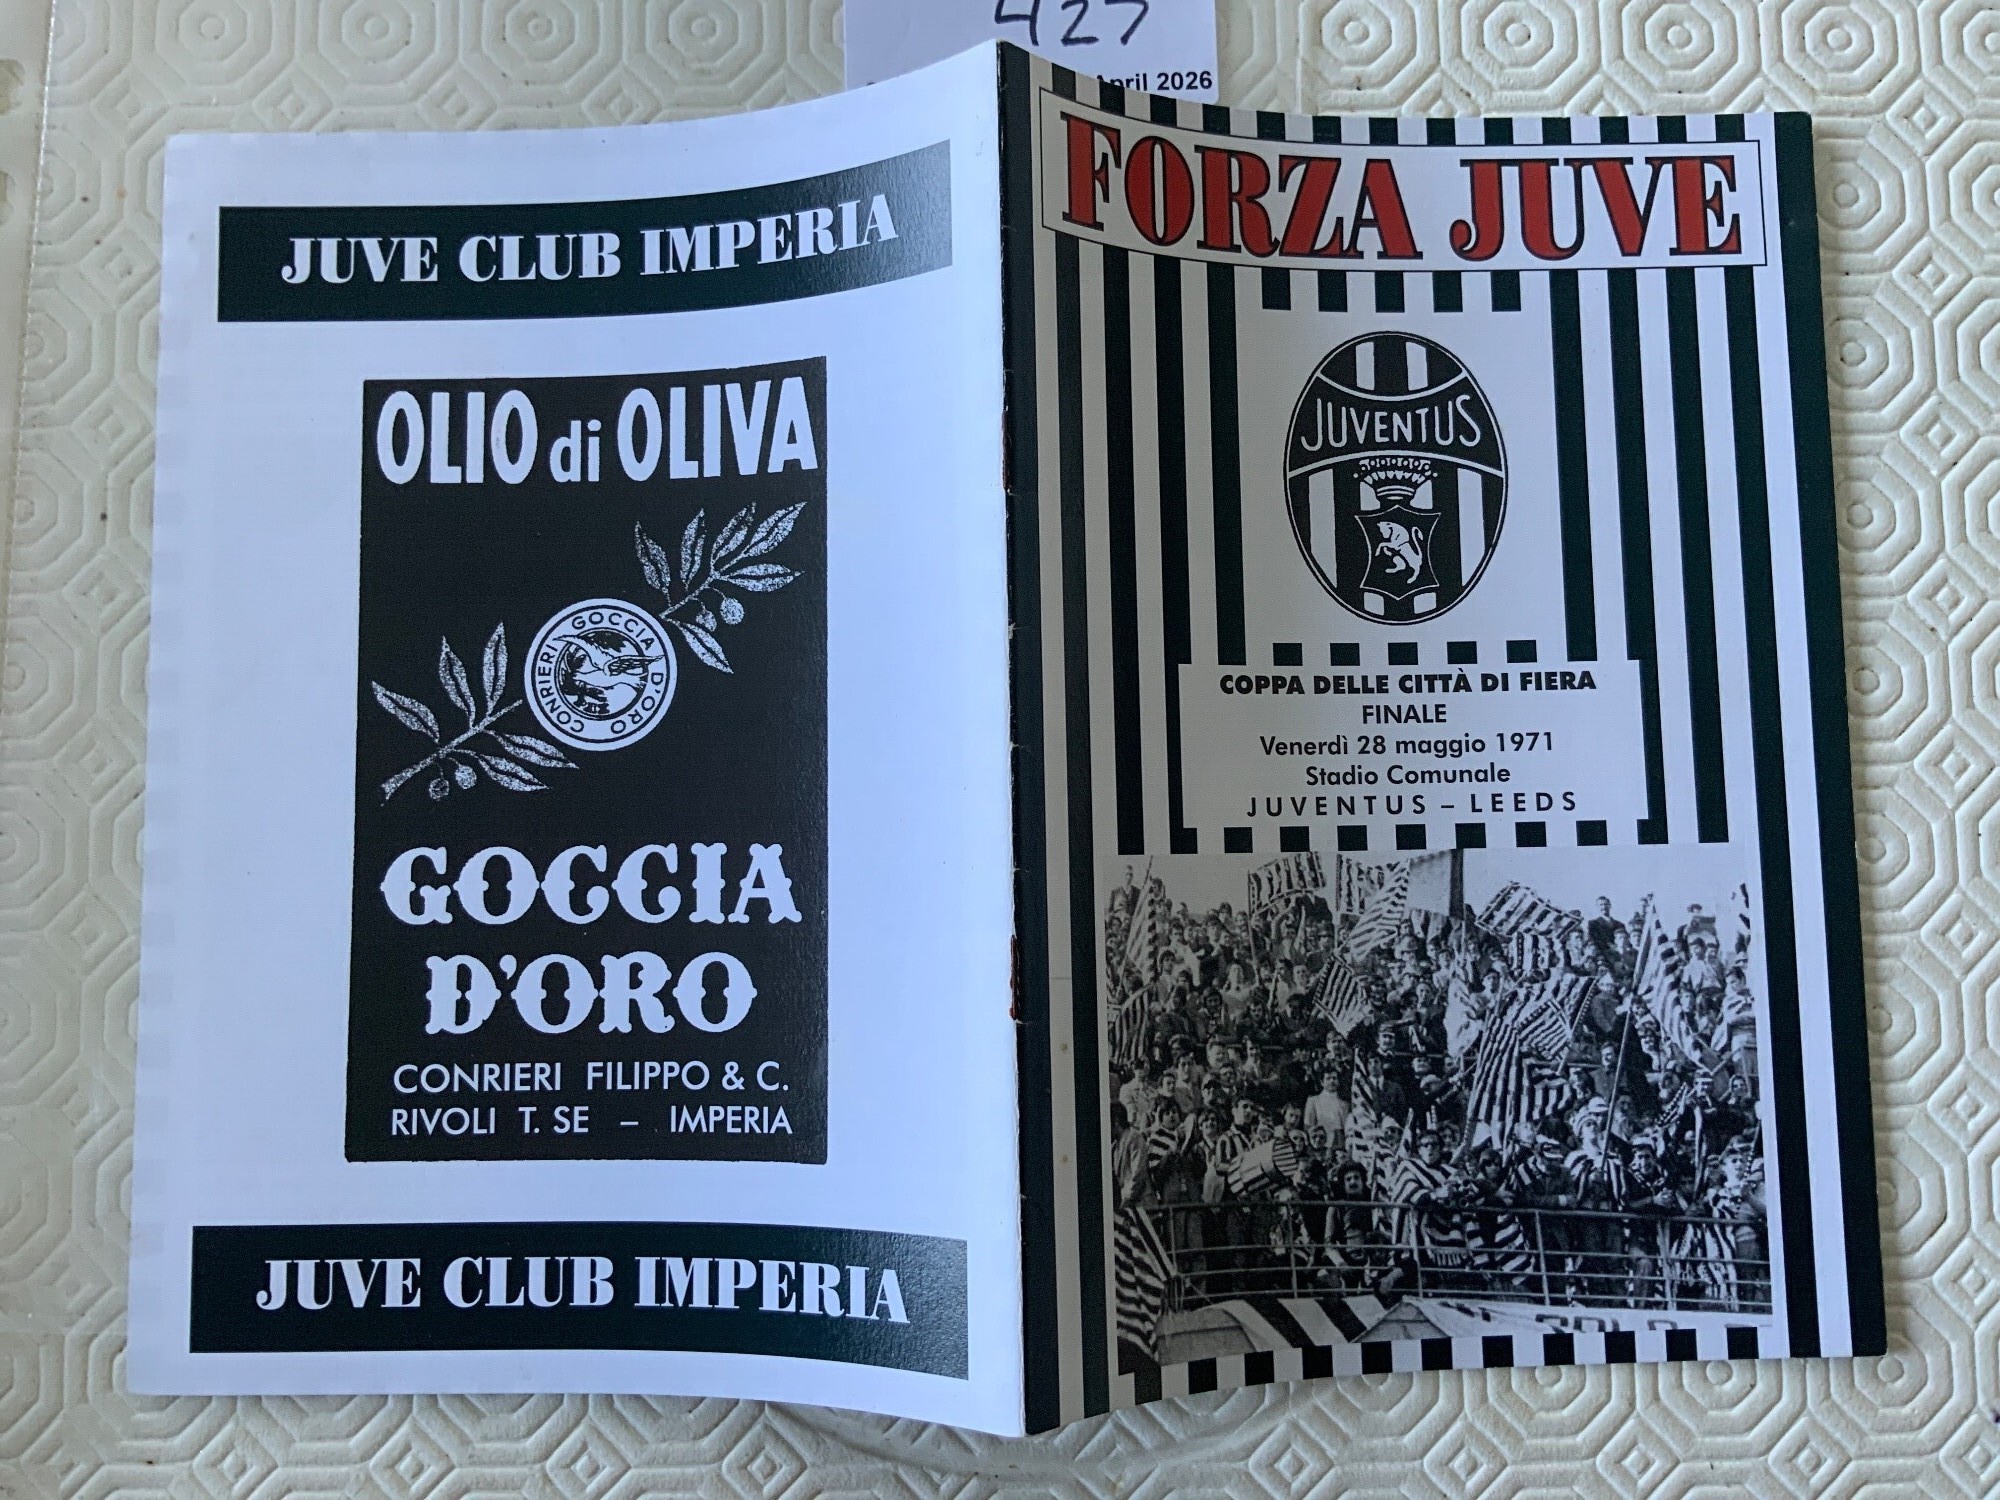 427
April 2026
JUVE CLUB IMPERIA
OLIO di OLIVA
CONRIERI GOCCIA D'ORO
GOCCIA
D'ORO
CONRIERI FILIPPO & C.
RIVOLI T. SE – IMPERIA
JUVE CLUB IMPERIA
FORZA JUVE
JUVENTUS
COPPA DELLE CITTÀ DI FIERA
FINALE
Venerdì 28 maggio 1971
Stadio Comunale
JUVENTUS – LEEDS